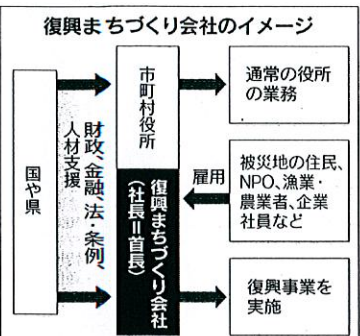 復興まちづくり会社のイメージ
国や県
財政、金融、法・条例、
人材支援
市町村役所
復興まちづくり会社
（社長＝首長）
通常の役所
の業務
雇用
被災地の住民、
NPO、漁業・
農業者、企業
社員など
復興事業を
実施